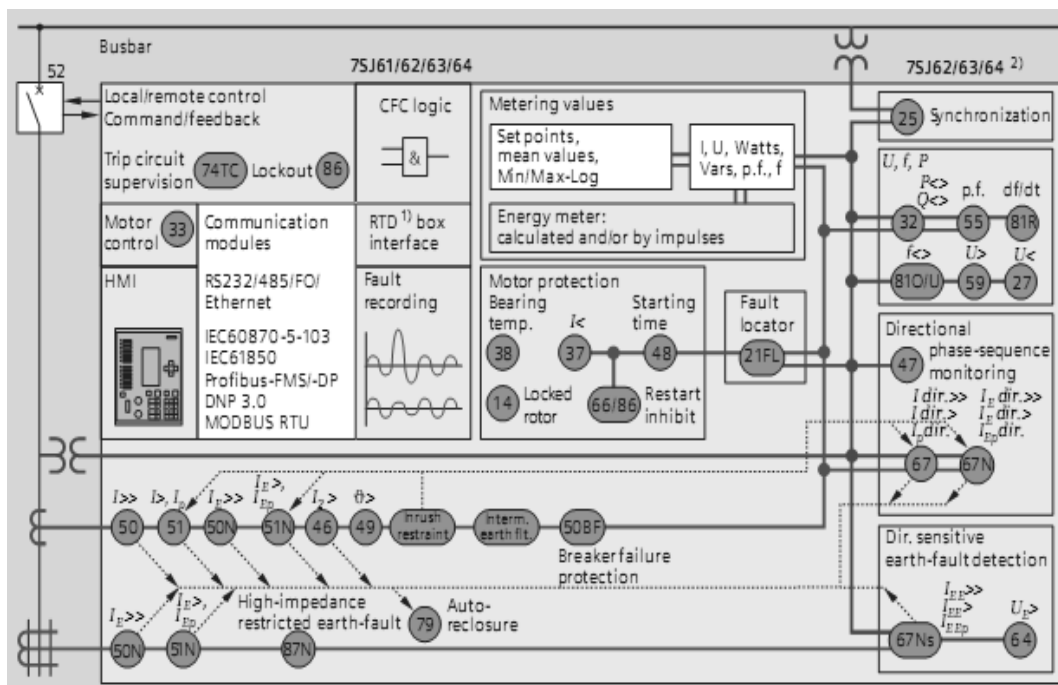 Busbar
52
7SJ61/62/63/64
7SJ62/63/64 2)
Local/remote control
Command/feedback
CFC logic
&
Trip circuit
supervision
74TC
Lockout
86
Metering values
Set points,
mean values,
Min/Max-Log
I, U, Watts,
Vars, p.f., f
Energy meter:
calculated and/or by impulses
25
Synchronization
U, f, P
P<>
Q<>
p.f.
df/dt
32
55
81R
f<>
U>
U<
81O/U
59
27
Motor
control
33
Communication
modules
RTD 1) box
interface
HMI
RS232/485/FO/
Ethernet
IEC60870-5-103
IEC61850
Profibus-FMS/-DP
DNP 3.0
MODBUS RTU
Fault
recording
Motor protection
Bearing
temp.
I<
Starting
time
38
37
48
14
Locked
rotor
66/86
Restart
inhibit
Fault
locator
21FL
Directional
phase-sequence
monitoring
47
I dir.>>
I dir.>
Ip dir.
IE dir.>>
IE dir.>
IEp dir.
67
67N
I>>
I>, Ip
IE>>
IE>,
IEp
I2>
ϑ>
50
51
50N
51N
46
49
Inrush
restraint
Interm.
earth flt.
50BF
Breaker failure
protection
IE>>
IE>,
IEp
High-impedance
restricted earth-fault
79
Auto-
reclosure
50N
51N
87N
Dir. sensitive
earth-fault detection
IEE>>
IEE>
IEEp
UE>
67Ns
64